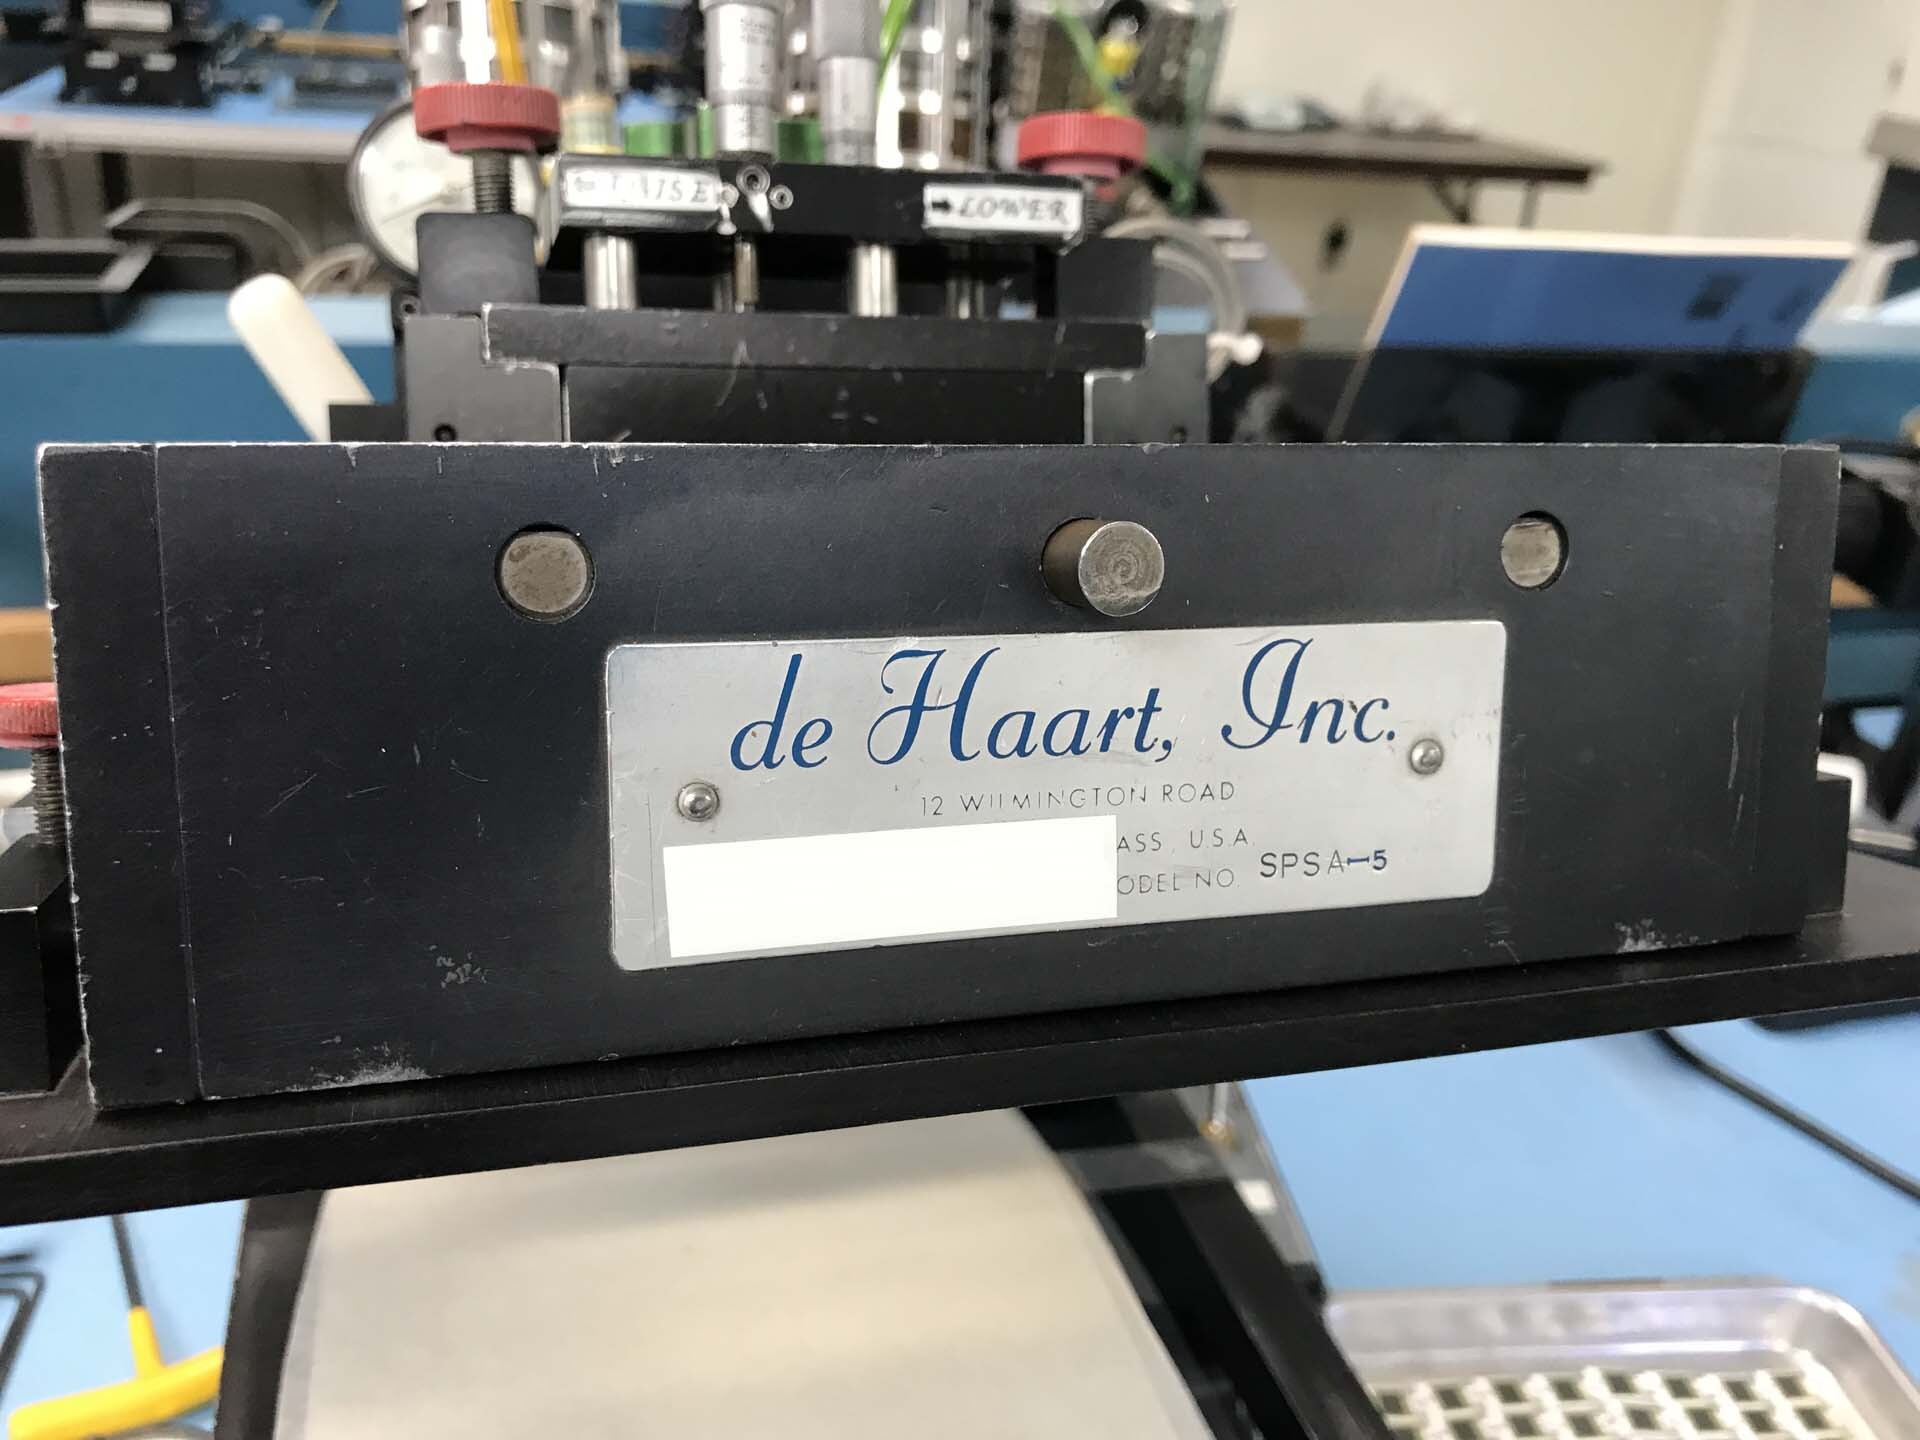 ← RAISE
→ LOWER
de Haart, Inc.
12 WILMINGTON ROAD
ASS., U.S.A.
ODEL NO. SPSA-5